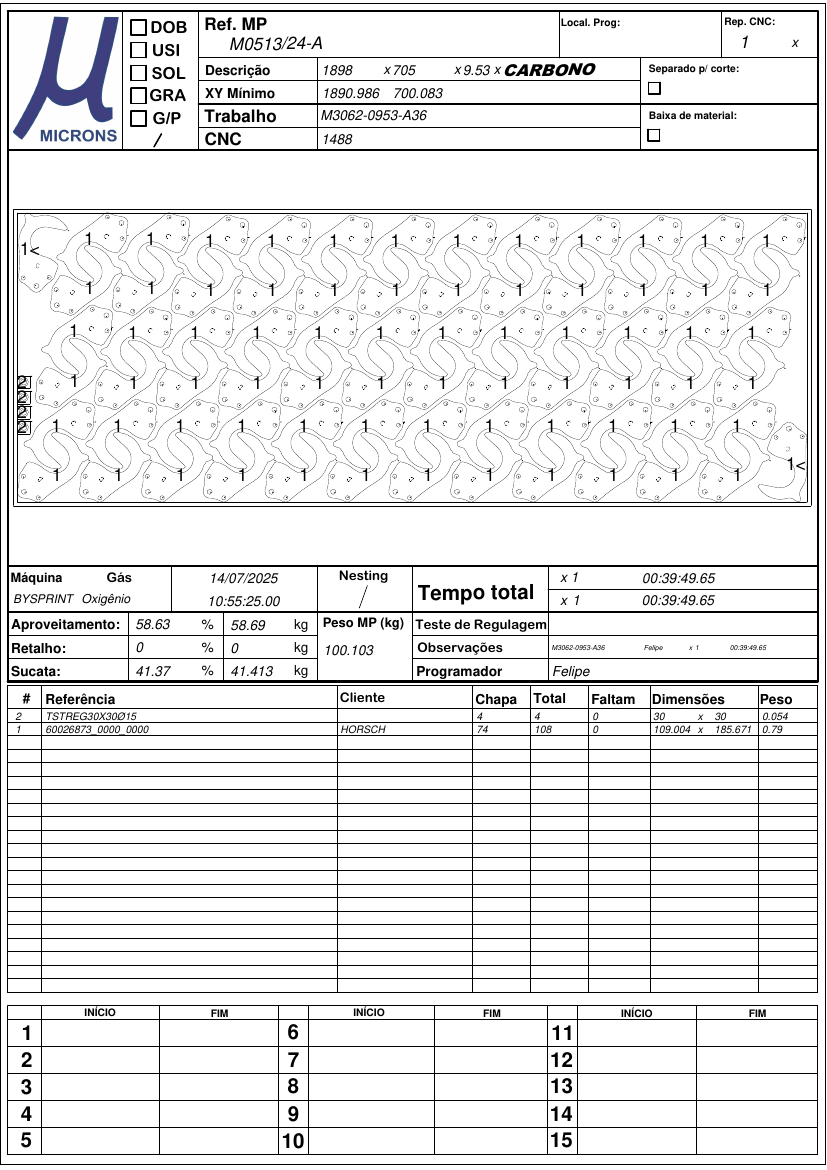 µ
MICRONS
DOB
USI
SOL
GRA
G/P
/
Ref. MP
M0513/24-A
Local. Prog:
Rep. CNC:
1 x
Descrição 1898 x 705 x 9.53 x CARBONO
XY Mínimo 1890.986 700.083
Trabalho M3062-0953-A36
CNC 1488
Separado p/ corte:
Baixa de material:
1 1 1 1 1 1 1 1 1 1 1 1
1<
1 1 1 1 1 1 1 1 1 1 1 1
1 1 1 1 1 1 1 1 1 1 1 1
1 1 1 1 1 1 1 1 1 1 1 1
2
2
2
2
1 1 1 1 1 1 1 1 1 1 1 1
1<
1 1 1 1 1 1 1 1 1 1 1 1
Máquina Gás
BYSPRINT Oxigênio
14/07/2025
10:55:25.00
Nesting
/
Tempo total
x 1 00:39:49.65
x 1 00:39:49.65
Aproveitamento: 58.63 % 58.69 kg
Retalho: 0 % 0 kg
Sucata: 41.37 % 41.413 kg
Peso MP (kg)
100.103
Teste de Regulagem
Observações M3062-0953-A36 Felipe x 1 00:39:49.65
Programador Felipe
# Referência Cliente Chapa Total Faltam Dimensões Peso
2 TSTREG30X30Ø15 4 4 0 30 x 30 0.054
1 60026873_0000_0000 HORSCH 74 108 0 109.004 x 185.671 0.79
INÍCIO FIM INÍCIO FIM INÍCIO FIM
1 6 11
2 7 12
3 8 13
4 9 14
5 10 15